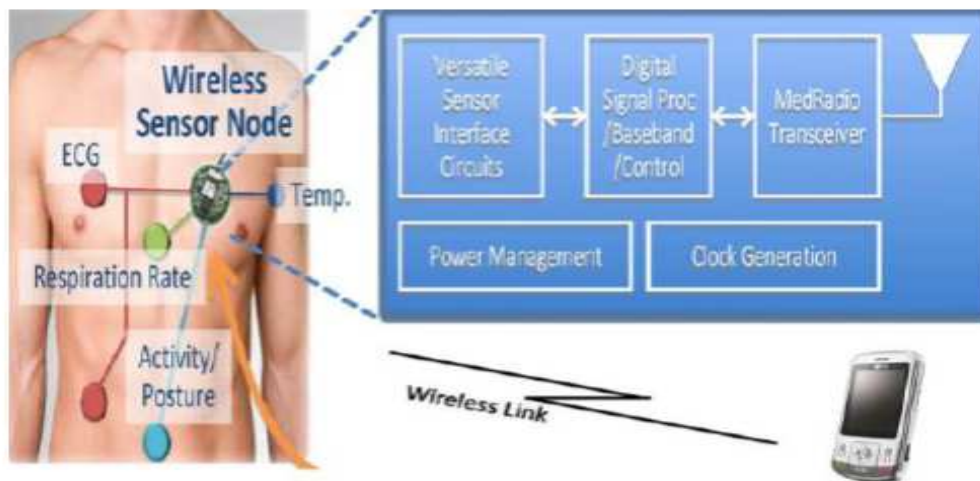 Wireless
Sensor Node
ECG
Temp.
Respiration Rate
Activity/
Posture
Versatile
Sensor
Interface
Circuits
Digital
Signal Proc
/Baseband
/Control
MedRadio
Transceiver
Power Management
Clock Generation
Wireless Link